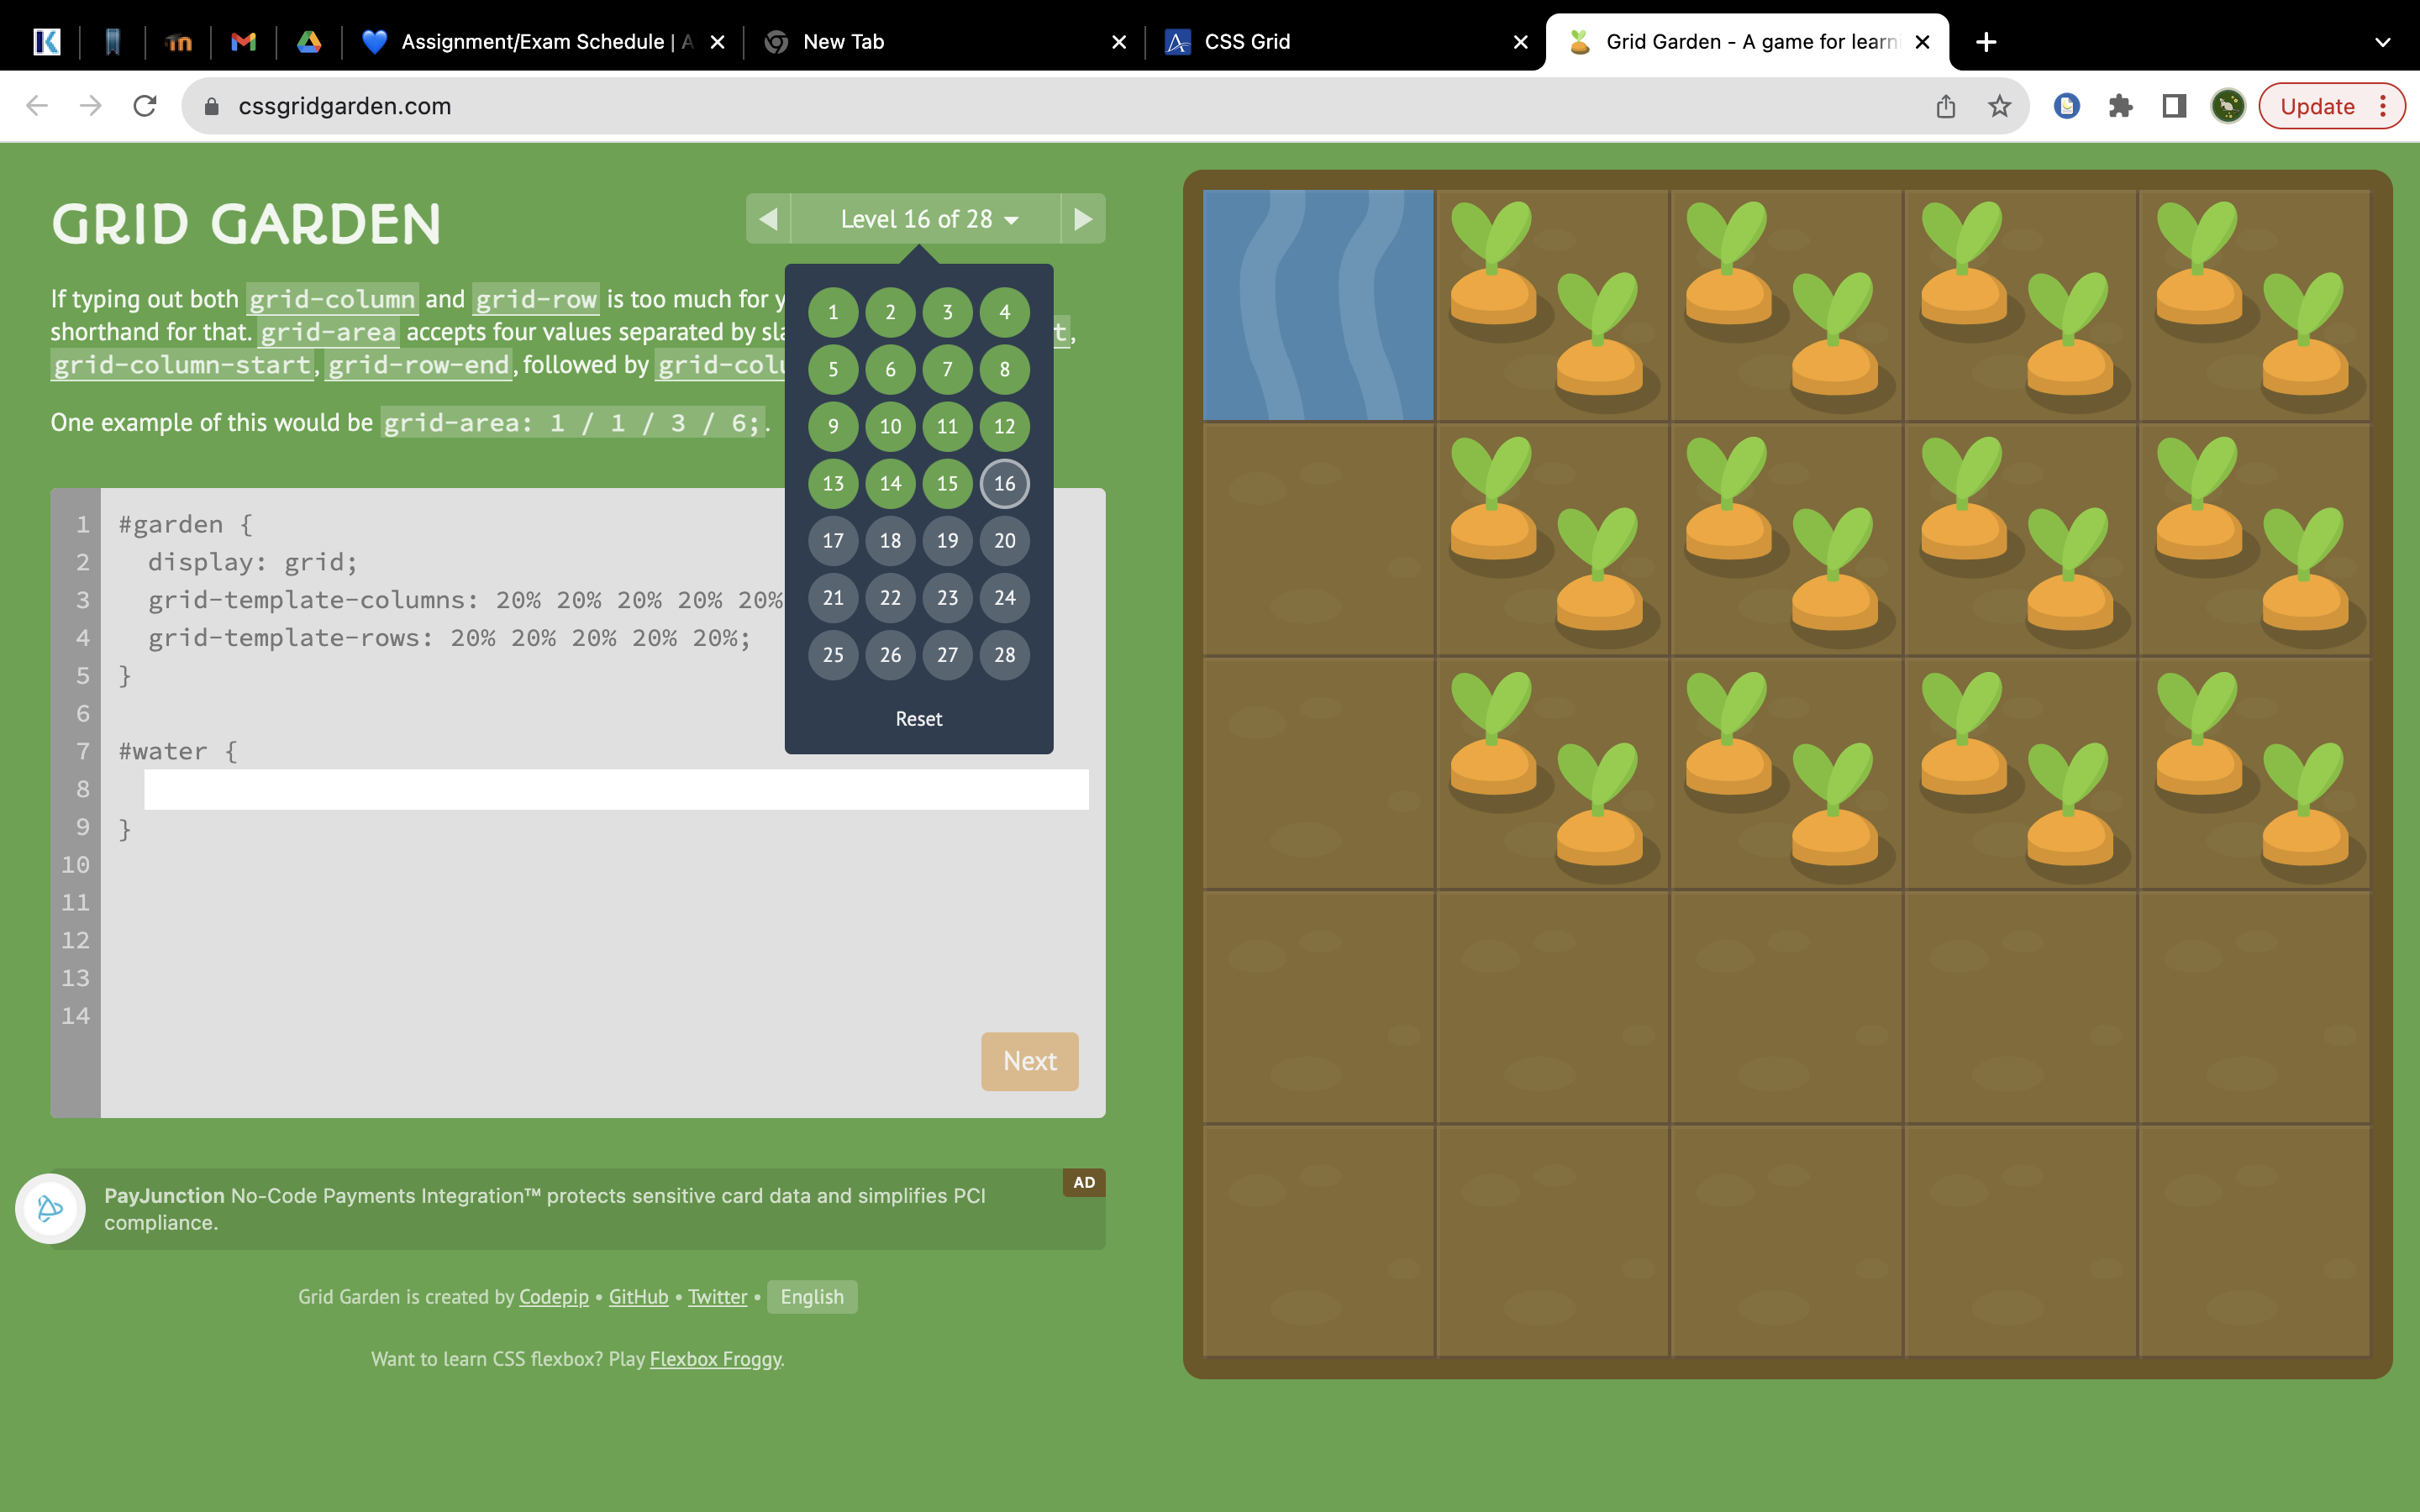 Assignment/Exam Schedule | A
New Tab
CSS Grid
Grid Garden - A game for learni
cssgridgarden.com
Update
GRID GARDEN
Level 16 of 28
If typing out both grid-column and grid-row is too much for y
shorthand for that. grid-area accepts four values separated by sla t,
grid-column-start, grid-row-end, followed by grid-colu
One example of this would be grid-area: 1 / 1 / 3 / 6;.
1 2 3 4
5 6 7 8
9 10 11 12
13 14 15 16
17 18 19 20
21 22 23 24
25 26 27 28
Reset
1 #garden {
2 display: grid;
3 grid-template-columns: 20% 20% 20% 20% 20%
4 grid-template-rows: 20% 20% 20% 20% 20%;
5 }
6
7 #water {
8
9 }
10
11
12
13
14
Next
AD
PayJunction No-Code Payments Integration™ protects sensitive card data and simplifies PCI
compliance.
Grid Garden is created by Codepip • GitHub • Twitter • English
Want to learn CSS flexbox? Play Flexbox Froggy.